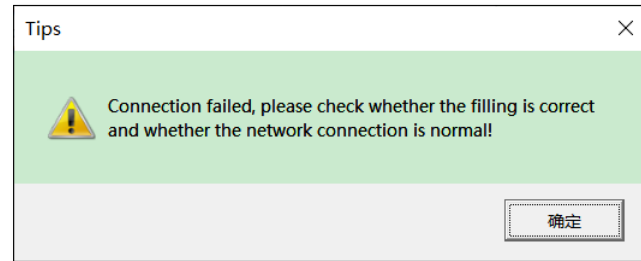 Tips
Connection failed, please check whether the filling is correct
and whether the network connection is normal!
确定